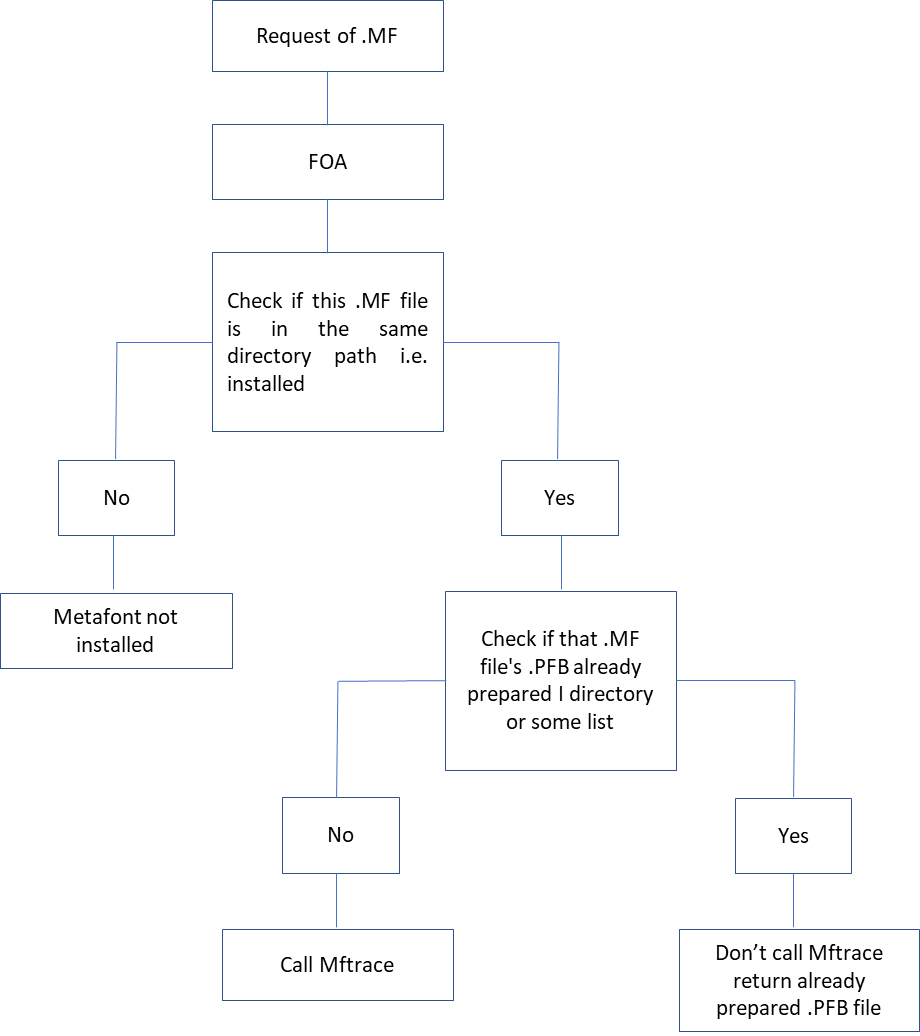 Request of .MF
FOA
Check if this .MF file
is in the same
directory path i.e.
installed
No
Yes
Metafont not
installed
Check if that .MF
file's .PFB already
prepared I directory
or some list
No
Yes
Call Mftrace
Don’t call Mftrace
return already
prepared .PFB file